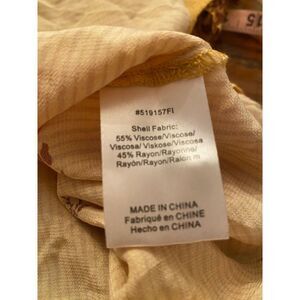 #519157FI
Shell Fabric:
55% Viscose/Viscose/
Viscosa/ Viskose/Viscosa
45% Rayon/Rayonne/
Rayón/Rayon/Raion m
MADE IN CHINA
Fabriqué en CHINE
Hecho en CHINA
15